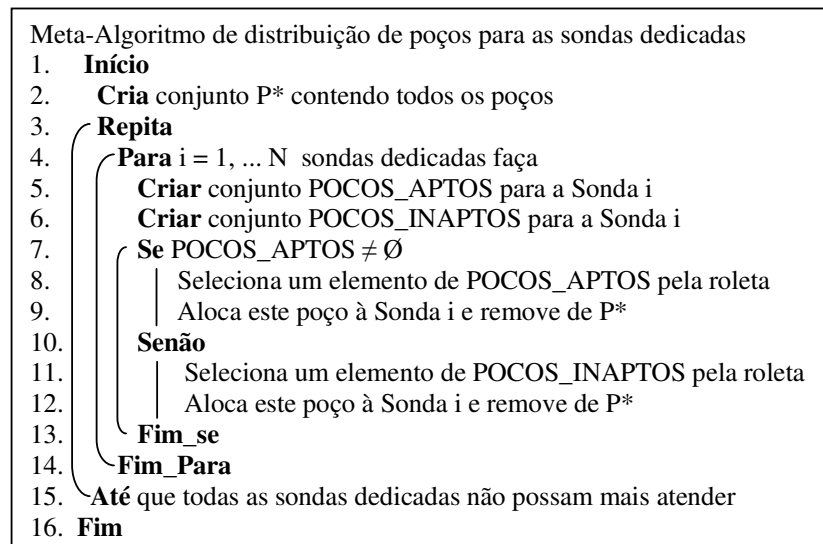 Meta-Algoritmo de distribuição de poços para as sondas dedicadas
1. Início
2. Cria conjunto P* contendo todos os poços
3. Repita
4. Para i = 1, ... N sondas dedicadas faça
5. Criar conjunto POCOS_APTOS para a Sonda i
6. Criar conjunto POCOS_INAPTOS para a Sonda i
7. Se POCOS_APTOS ≠ Ø
8. Seleciona um elemento de POCOS_APTOS pela roleta
9. Aloca este poço à Sonda i e remove de P*
10. Senão
11. Seleciona um elemento de POCOS_INAPTOS pela roleta
12. Aloca este poço à Sonda i e remove de P*
13. Fim_se
14. Fim_Para
15. Até que todas as sondas dedicadas não possam mais atender
16. Fim